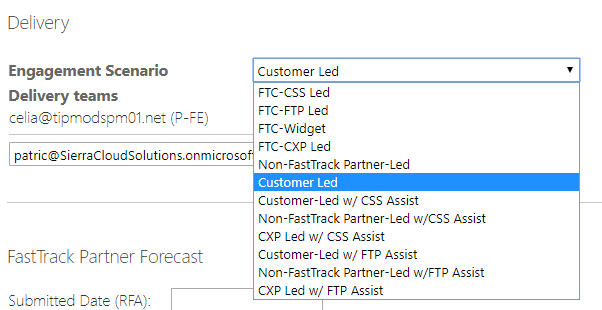 Delivery
Engagement Scenario
Customer Led
Delivery teams
celia@tipmodspm01.net (P-FE)
patric@SierraCloudSolutions.onmicrosof
FTC-CSS Led
FTC-FTP Led
FTC-Widget
FTC-CXP Led
Non-FastTrack Partner-Led
Customer Led
Customer-Led w/ CSS Assist
Non-FastTrack Partner-Led w/CSS Assist
CXP Led w/ CSS Assist
Customer-Led w/ FTP Assist
Non-FastTrack Partner-Led w/FTP Assist
CXP Led w/ FTP Assist
FastTrack Partner Forecast
Submitted Date (RFA):